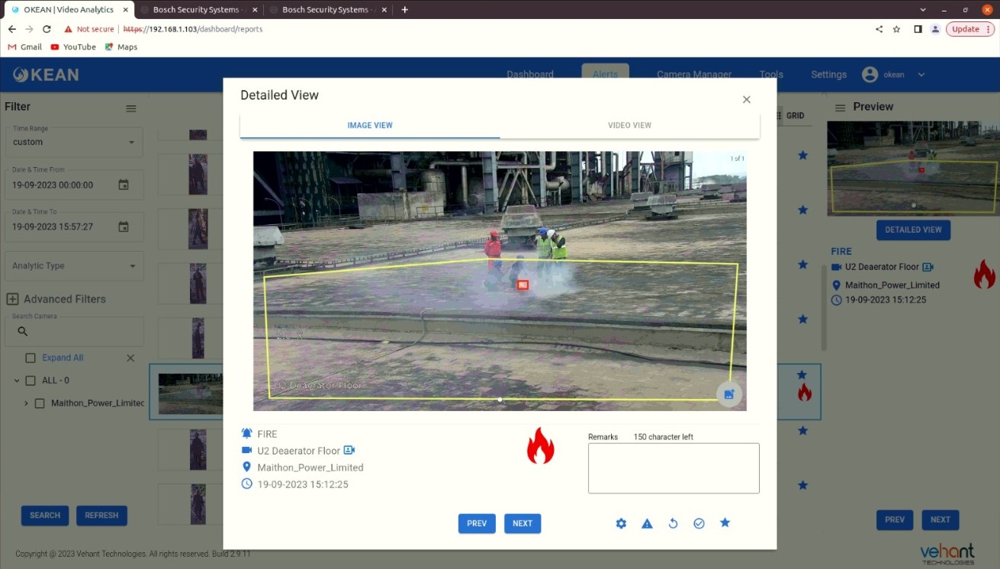 OKEAN | Video Analytics
Bosch Security Systems -
Bosch Security Systems -
Not secure | https://192.168.1.103/dashboard/reports
Update
Gmail
YouTube
Maps
OKEAN
Dashboard
Alerts
Camera Manager
Tools
Settings
okean
Filter
Time Range
custom
Date & Time From
19-09-2023 00:00:00
Date & Time To
19-09-2023 15:57:27
Analytic Type
Advanced Filters
Search Camera
Expand All
ALL - 0
Maithon_Power_Limited
SEARCH
REFRESH
Detailed View
IMAGE VIEW
VIDEO VIEW
1 of 1
U2 Deaerator Floor
FIRE
U2 Deaerator Floor
Maithon_Power_Limited
19-09-2023 15:12:25
Remarks 150 character left
PREV
NEXT
GRID
Preview
DETAILED VIEW
FIRE
U2 Deaerator Floor
Maithon_Power_Limited
19-09-2023 15:12:25
PREV
NEXT
Copyright @ 2023 Vehant Technologies. All rights reserved. Build 2.9.11
vehant
TECHNOLOGIES